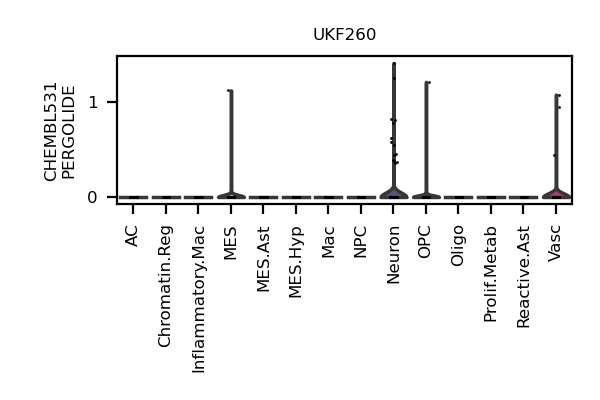 UKF260
CHEMBL531
PERGOLIDE
1
0
AC
Chromatin.Reg
Inflammatory.Mac
MES
MES.Ast
MES.Hyp
Mac
NPC
Neuron
OPC
Oligo
Prolif.Metab
Reactive.Ast
Vasc